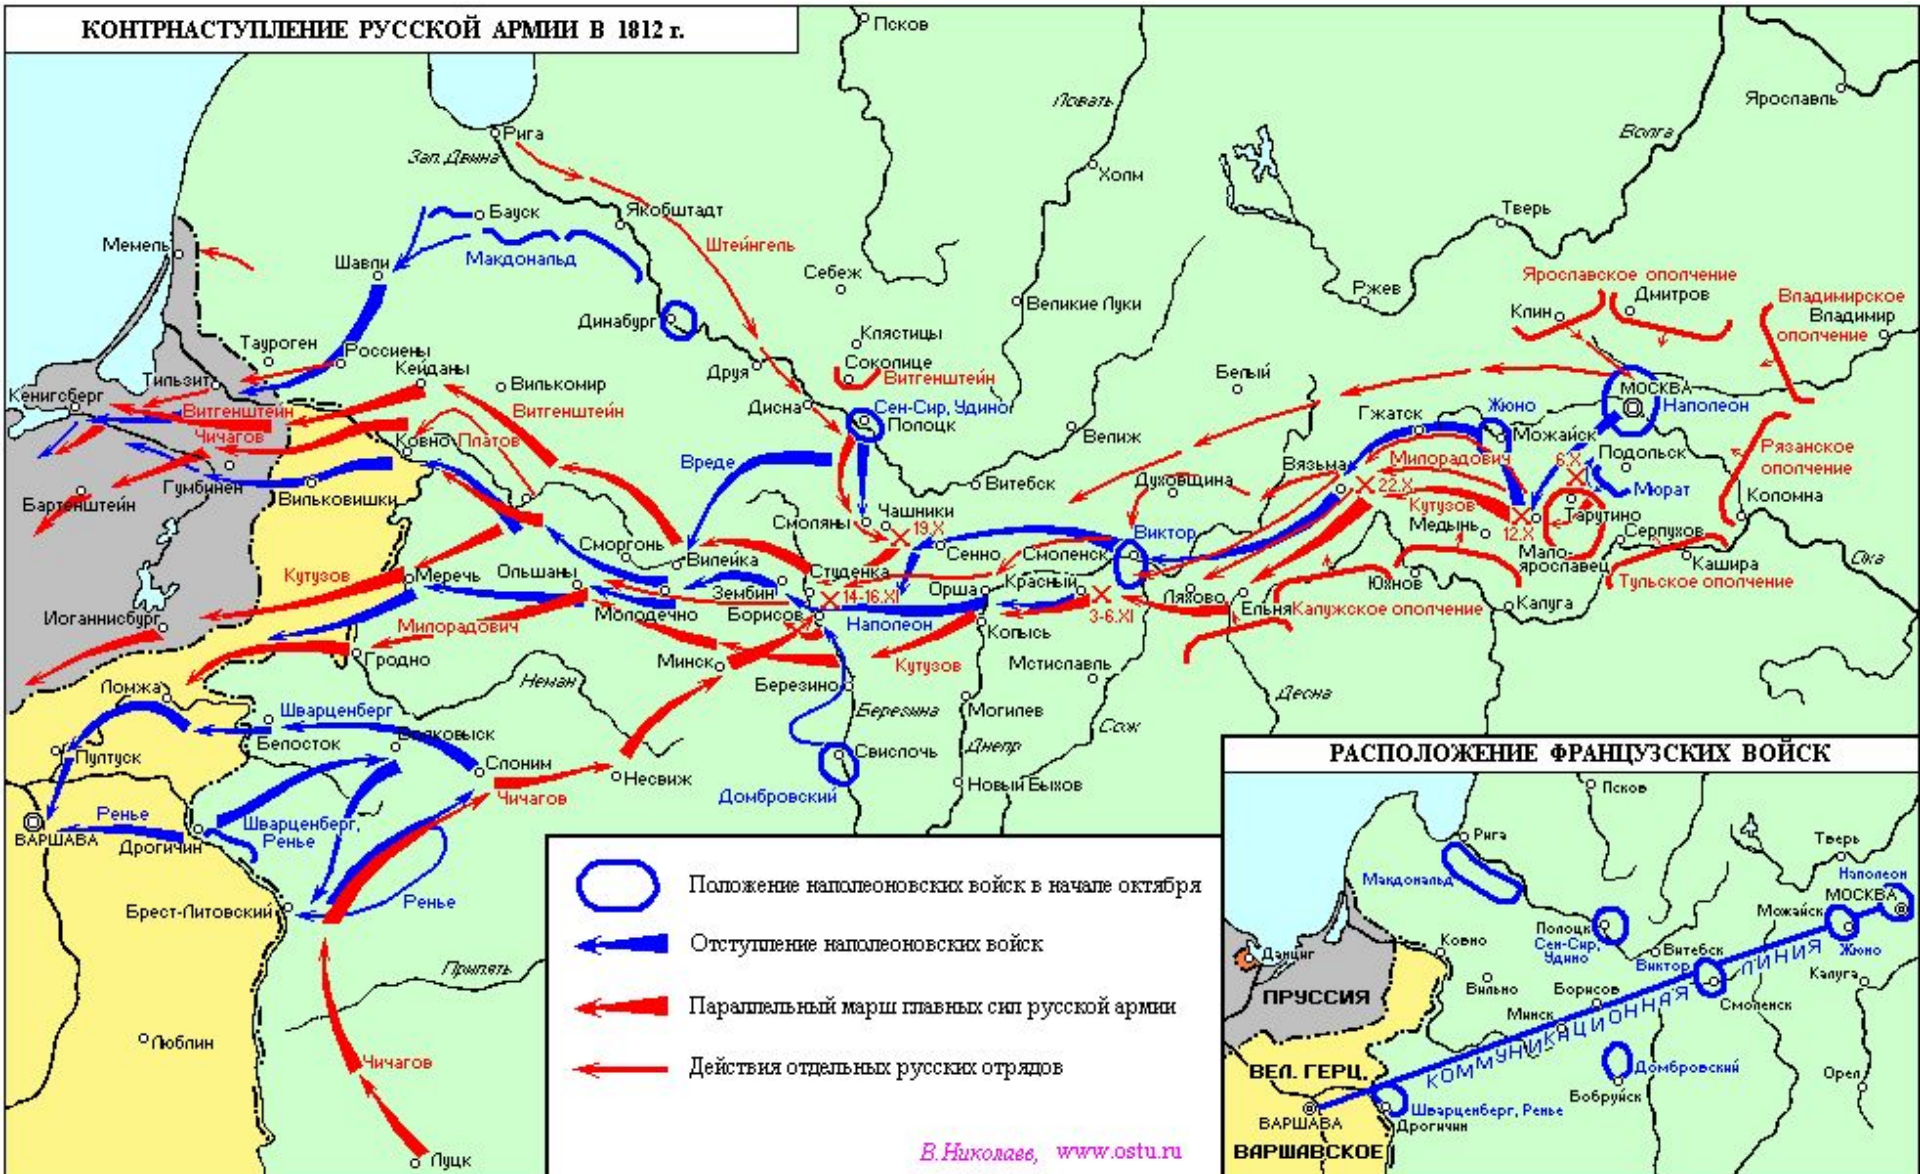 КОНТРНАСТУПЛЕНИЕ РУССКОЙ АРМИИ В 1812 г.
Псков
Ярославль
Ловать
Волга
Рига
Зап. Двина
Холм
Бауск
Якобштадт
Тверь
Мемель
Шавли
Макдональд
Штейнгель
Себеж
Великие Луки
Ржев
Ярославское ополчение
Дмитров
Клин
Владимирское
Владимир
ополчение
Динабург
Клястицы
Таурoген
Россиены
Кейданы
Вилькомир
Друя
Соколице
Витгенштейн
Белый
Тильзит
Кенигсберг
Витгенштейн
Витгенштейн
Дисна
Сен-Сир, Удино
Полоцк
Гжатск
Жюно
МОСКВА
Наполеон
Чичагов
Ковно
Платов
Велиж
Можайск
Вреде
Вязьма
Милорадович
6.X
Подольск
Рязанское
ополчение
Гумбинен
Вильковишки
Бартенштейн
Витебск
Духовщина
22.X
Мюрат
Коломна
Кутузов
Медынь
12.X
Тарутино
Смоляны
Чашники
19.X
Серпухов
Сморгонь
Вилейка
Сенно
Смоленск
Виктор
Мало-
ярославец
Кашира
Ока
Кутузов
Меречь
Ольшаны
Студенка
Красный
Юхнов
Тульское ополчение
Зембин
14-16.XI
Орша
Ляхово
Ельня
Калужское ополчение
Калуга
Иоганнисбург
Милорадович
Молодечно
Борисов
Наполеон
Копысь
3-6.XI
Гродно
Минск
Кутузов
Мстиславль
Ломжа
Неман
Березино
Березина
Десна
Шварценберг
Могилев
Сож
Белосток
Волковыск
Пултуск
Слоним
Несвиж
Свислочь
Днепр
Новый Быхов
Чичагов
Домбровский
Ренье
Шварценберг,
Ренье
ВАРШАВА
Дрогичин
Брест-Литовский
Ренье
Припять
Люблин
Чичагов
Луцк
Положение наполеоновских войск в начале октября
Отступление наполеоновских войск
Параллельный марш главных сил русской армии
Действия отдельных русских отрядов
В.Николаев, www.ostu.ru
РАСПОЛОЖЕНИЕ ФРАНЦУЗСКИХ ВОЙСК
Псков
Рига
Тверь
Макдональд
Наполеон
МОСКВА
Можайск
Полоцк
Сен-Сир,
Удино
Жюно
Ковно
Витебск
Виктор
Данциг
Калуга
ПРУССИЯ
Вильно
Борисов
Смоленск
Минск
КОММУНИКАЦИОННАЯ ЛИНИЯ
ВЕЛ. ГЕРЦ.
Домбровский
Орел
Бобруйск
Шварценберг, Ренье
ВАРШАВА
Дрогичин
ВАРШАВСКОЕ